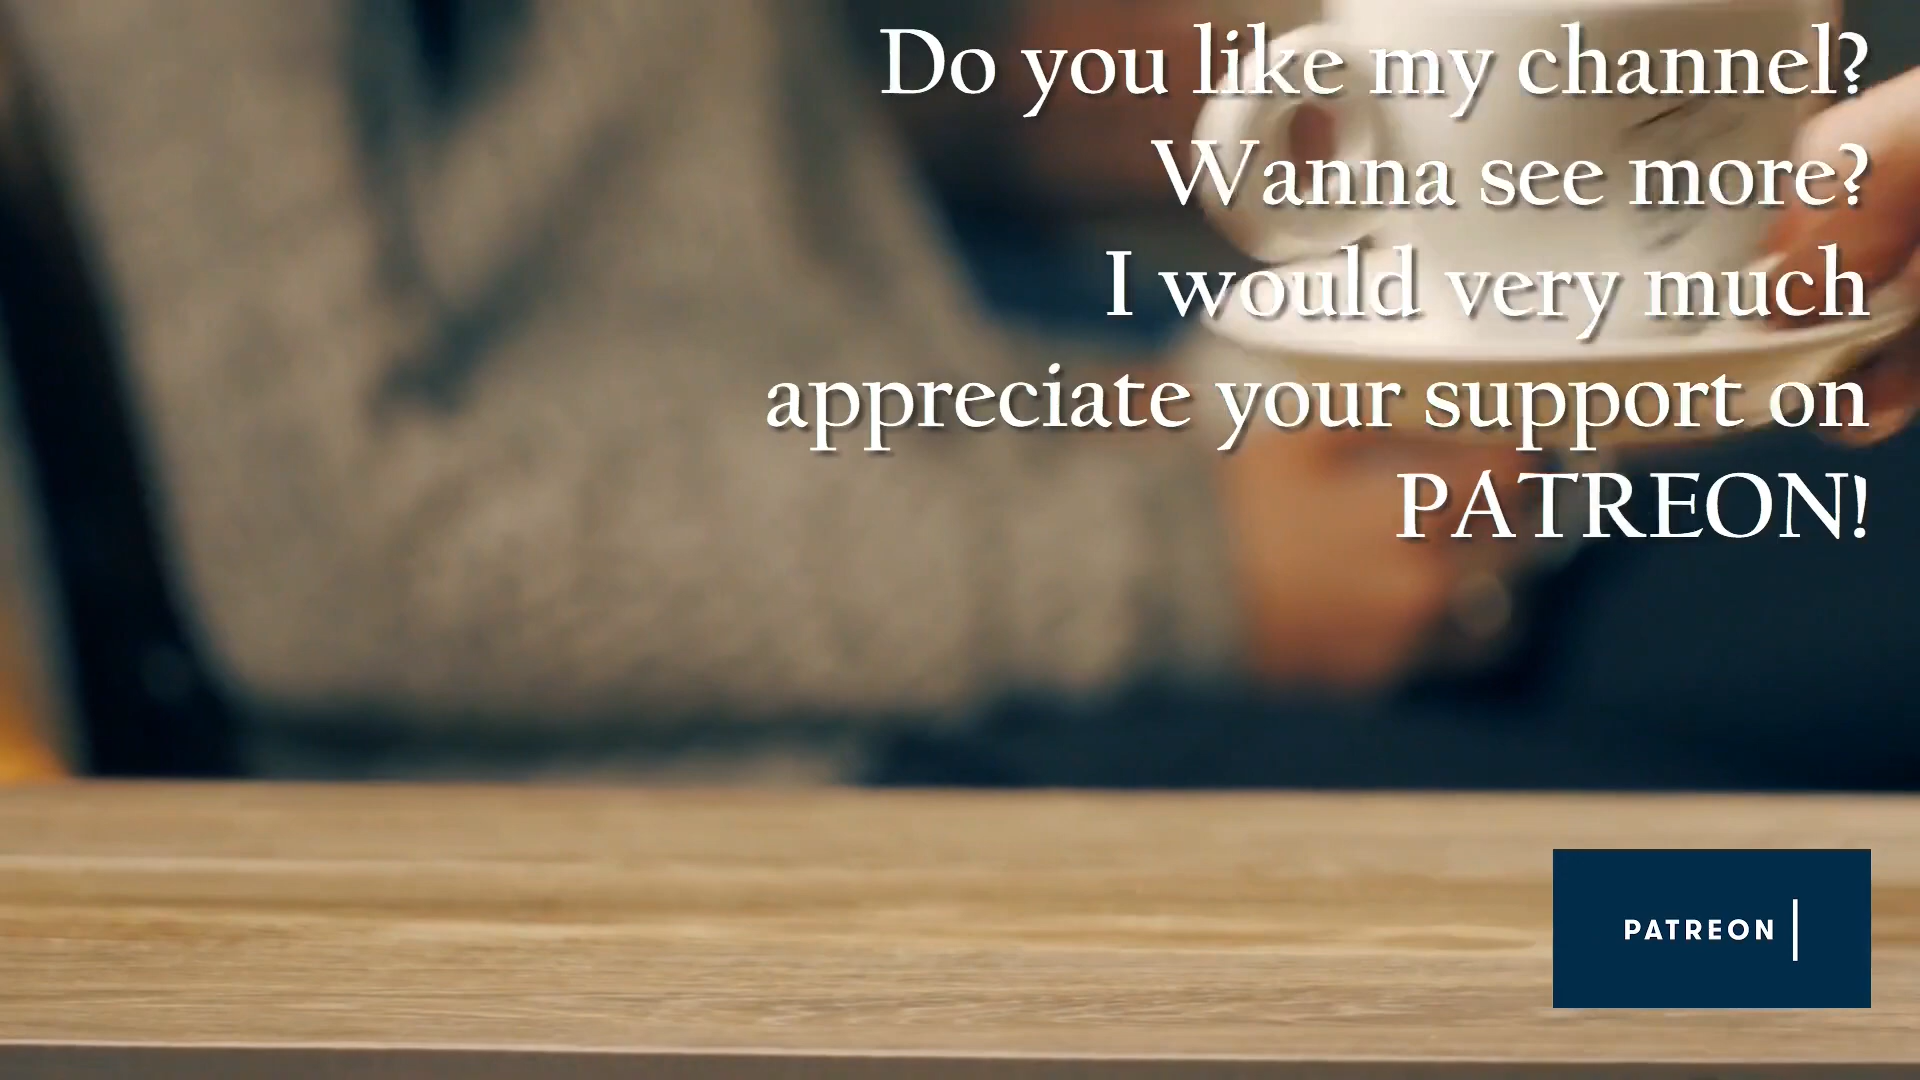 Do you like my channel?
Wanna see more?
I would very much
appreciate your support on
PATREON!
PATREON